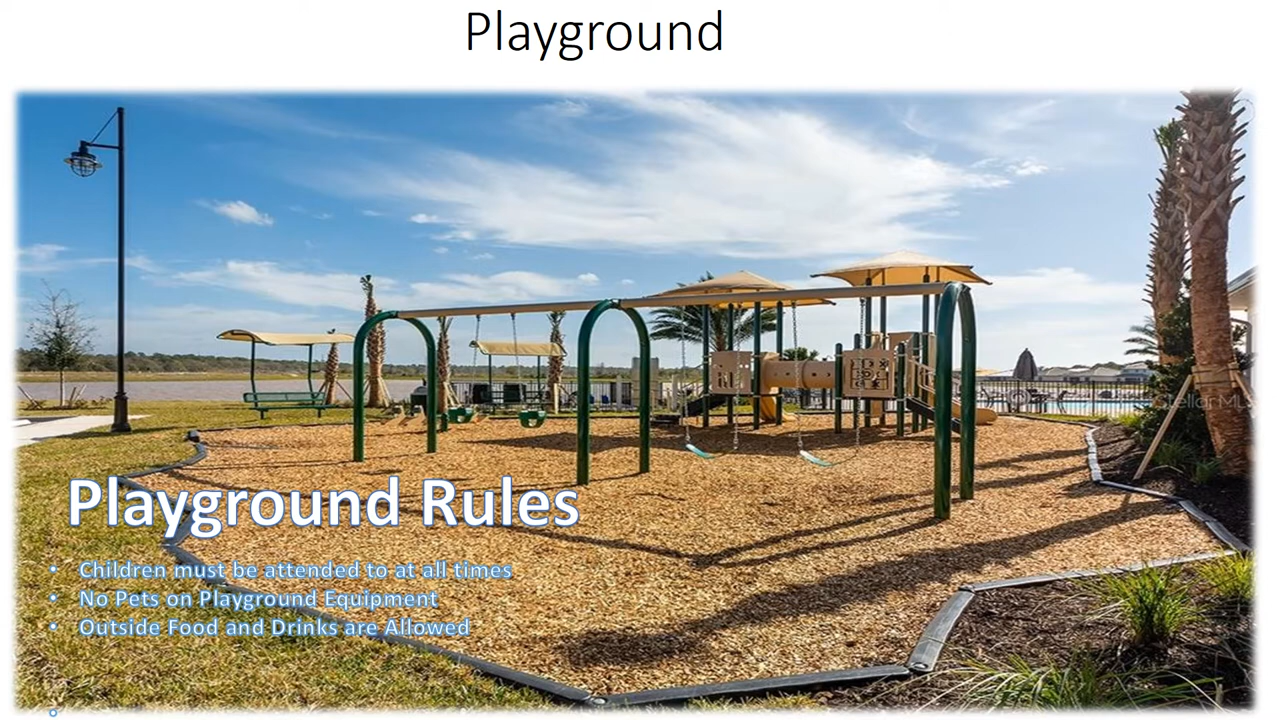 Playground
StellarMLS
Playground Rules
• Children must be attended to at all times
• No Pets on Playground Equipment
• Outside Food and Drinks are Allowed